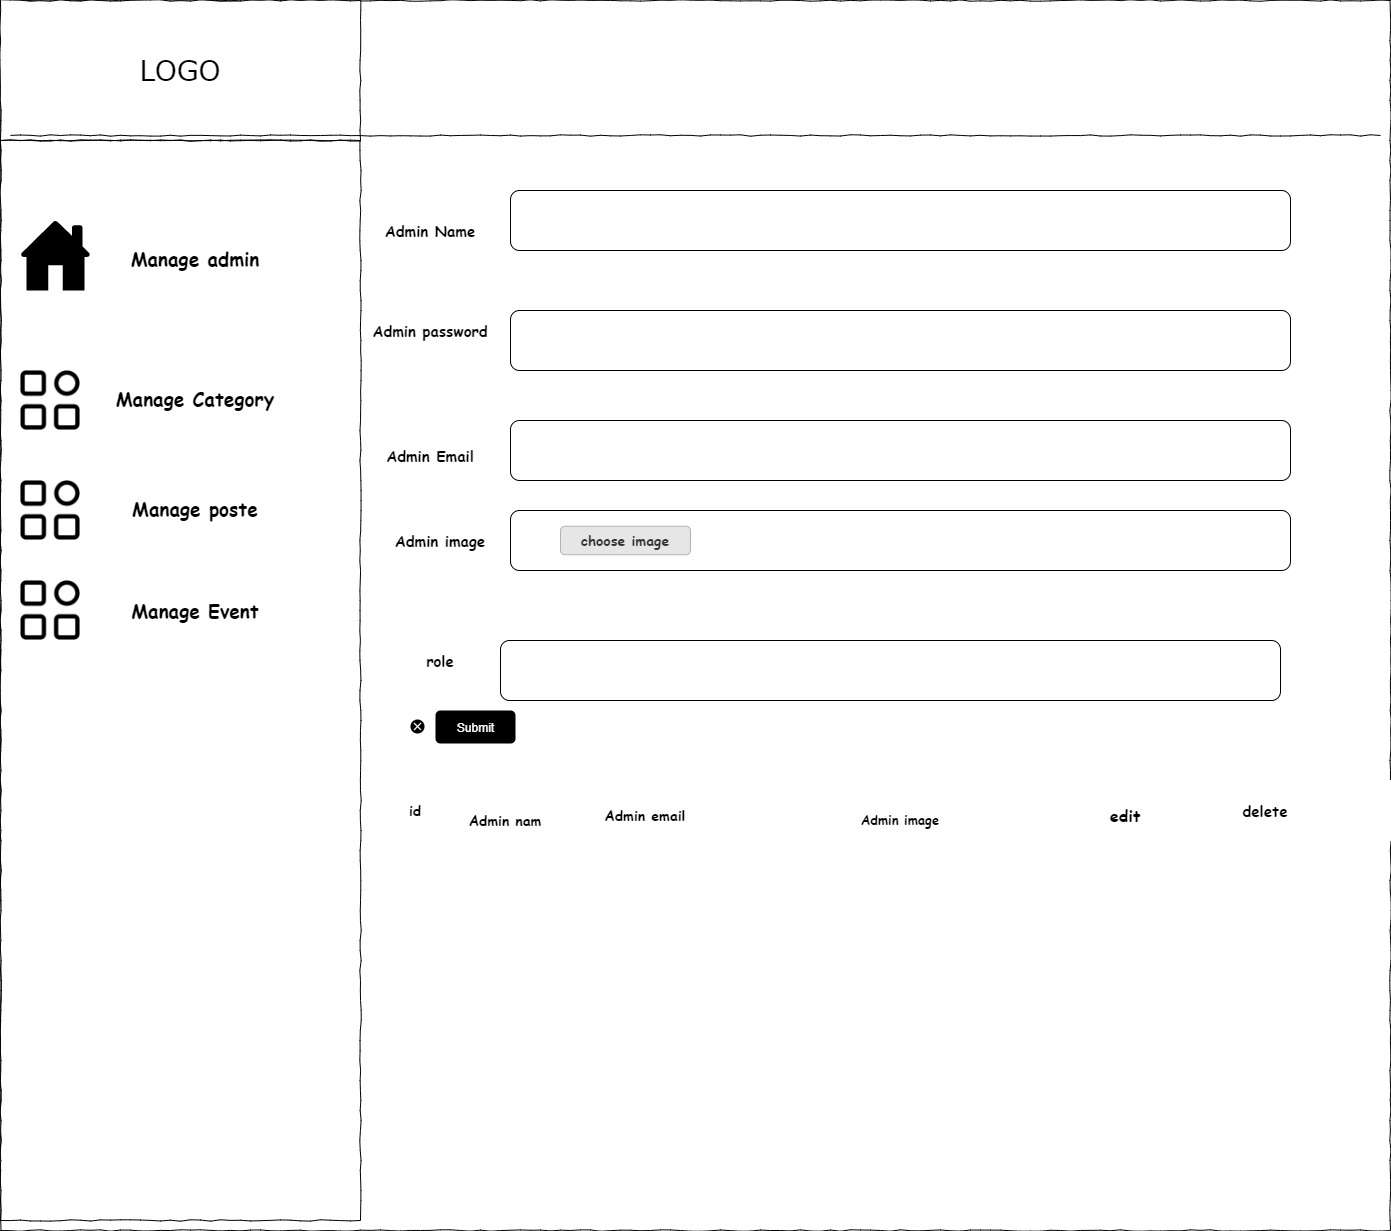 LOGO
Manage admin
Manage Category
Manage poste
Manage Event
Admin Name
Admin password
Admin Email
Admin image
choose image
role
Submit
id
Admin nam
Admin email
Admin image
edit
delete